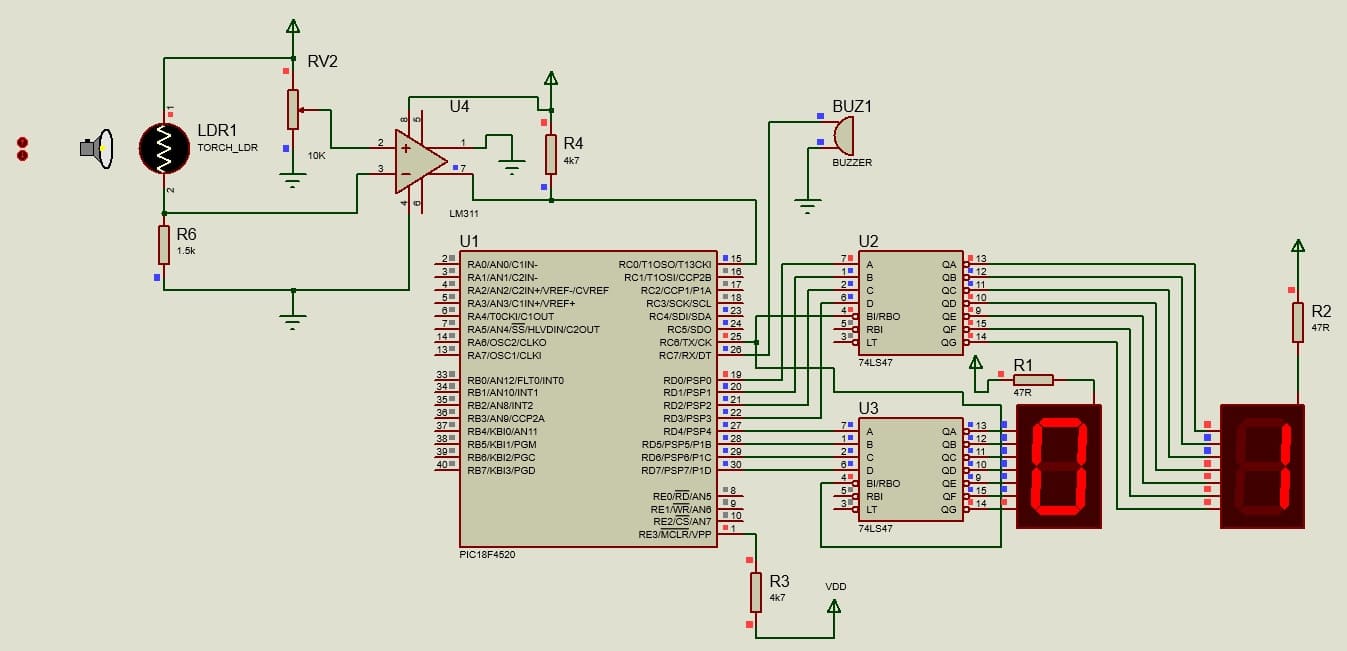 RV2
10K
LDR1
TORCH_LDR
1
2
R6
1.5k
U4
8
5
2
3
1
7
4
6
LM311
R4
4k7
BUZ1
BUZZER
U1
2 RA0/AN0/C1IN- RC0/T1OSO/T13CKI 15
3 RA1/AN1/C2IN- RC1/T1OSI/CCP2B 16
4 RA2/AN2/C2IN+/VREF-/CVREF RC2/CCP1/P1A 17
5 RA3/AN3/C1IN+/VREF+ RC3/SCK/SCL 18
6 RA4/T0CKI/C1OUT RC4/SDI/SDA 23
7 RA5/AN4/SS/HLVDIN/C2OUT RC5/SDO 24
14 RA6/OSC2/CLKO RC6/TX/CK 25
13 RA7/OSC1/CLKI RC7/RX/DT 26
33 RB0/AN12/FLT0/INT0 RD0/PSP0 19
34 RB1/AN10/INT1 RD1/PSP1 20
35 RB2/AN8/INT2 RD2/PSP2 21
36 RB3/AN9/CCP2A RD3/PSP3 22
37 RB4/KBI0/AN11 RD4/PSP4 27
38 RB5/KBI1/PGM RD5/PSP5/P1B 28
39 RB6/KBI2/PGC RD6/PSP6/P1C 29
40 RB7/KBI3/PGD RD7/PSP7/P1D 30
RE0/RD/AN5 8
RE1/WR/AN6 9
RE2/CS/AN7 10
RE3/MCLR/VPP 1
PIC18F4520
R3
4k7
VDD
U2
7 A QA 13
1 B QB 12
2 C QC 11
6 D QD 10
4 BI/RBO QE 9
5 RBI QF 15
3 LT QG 14
74LS47
U3
7 A QA 13
1 B QB 12
2 C QC 11
6 D QD 10
4 BI/RBO QE 9
5 RBI QF 15
3 LT QG 14
74LS47
R1
47R
0
1
R2
47R